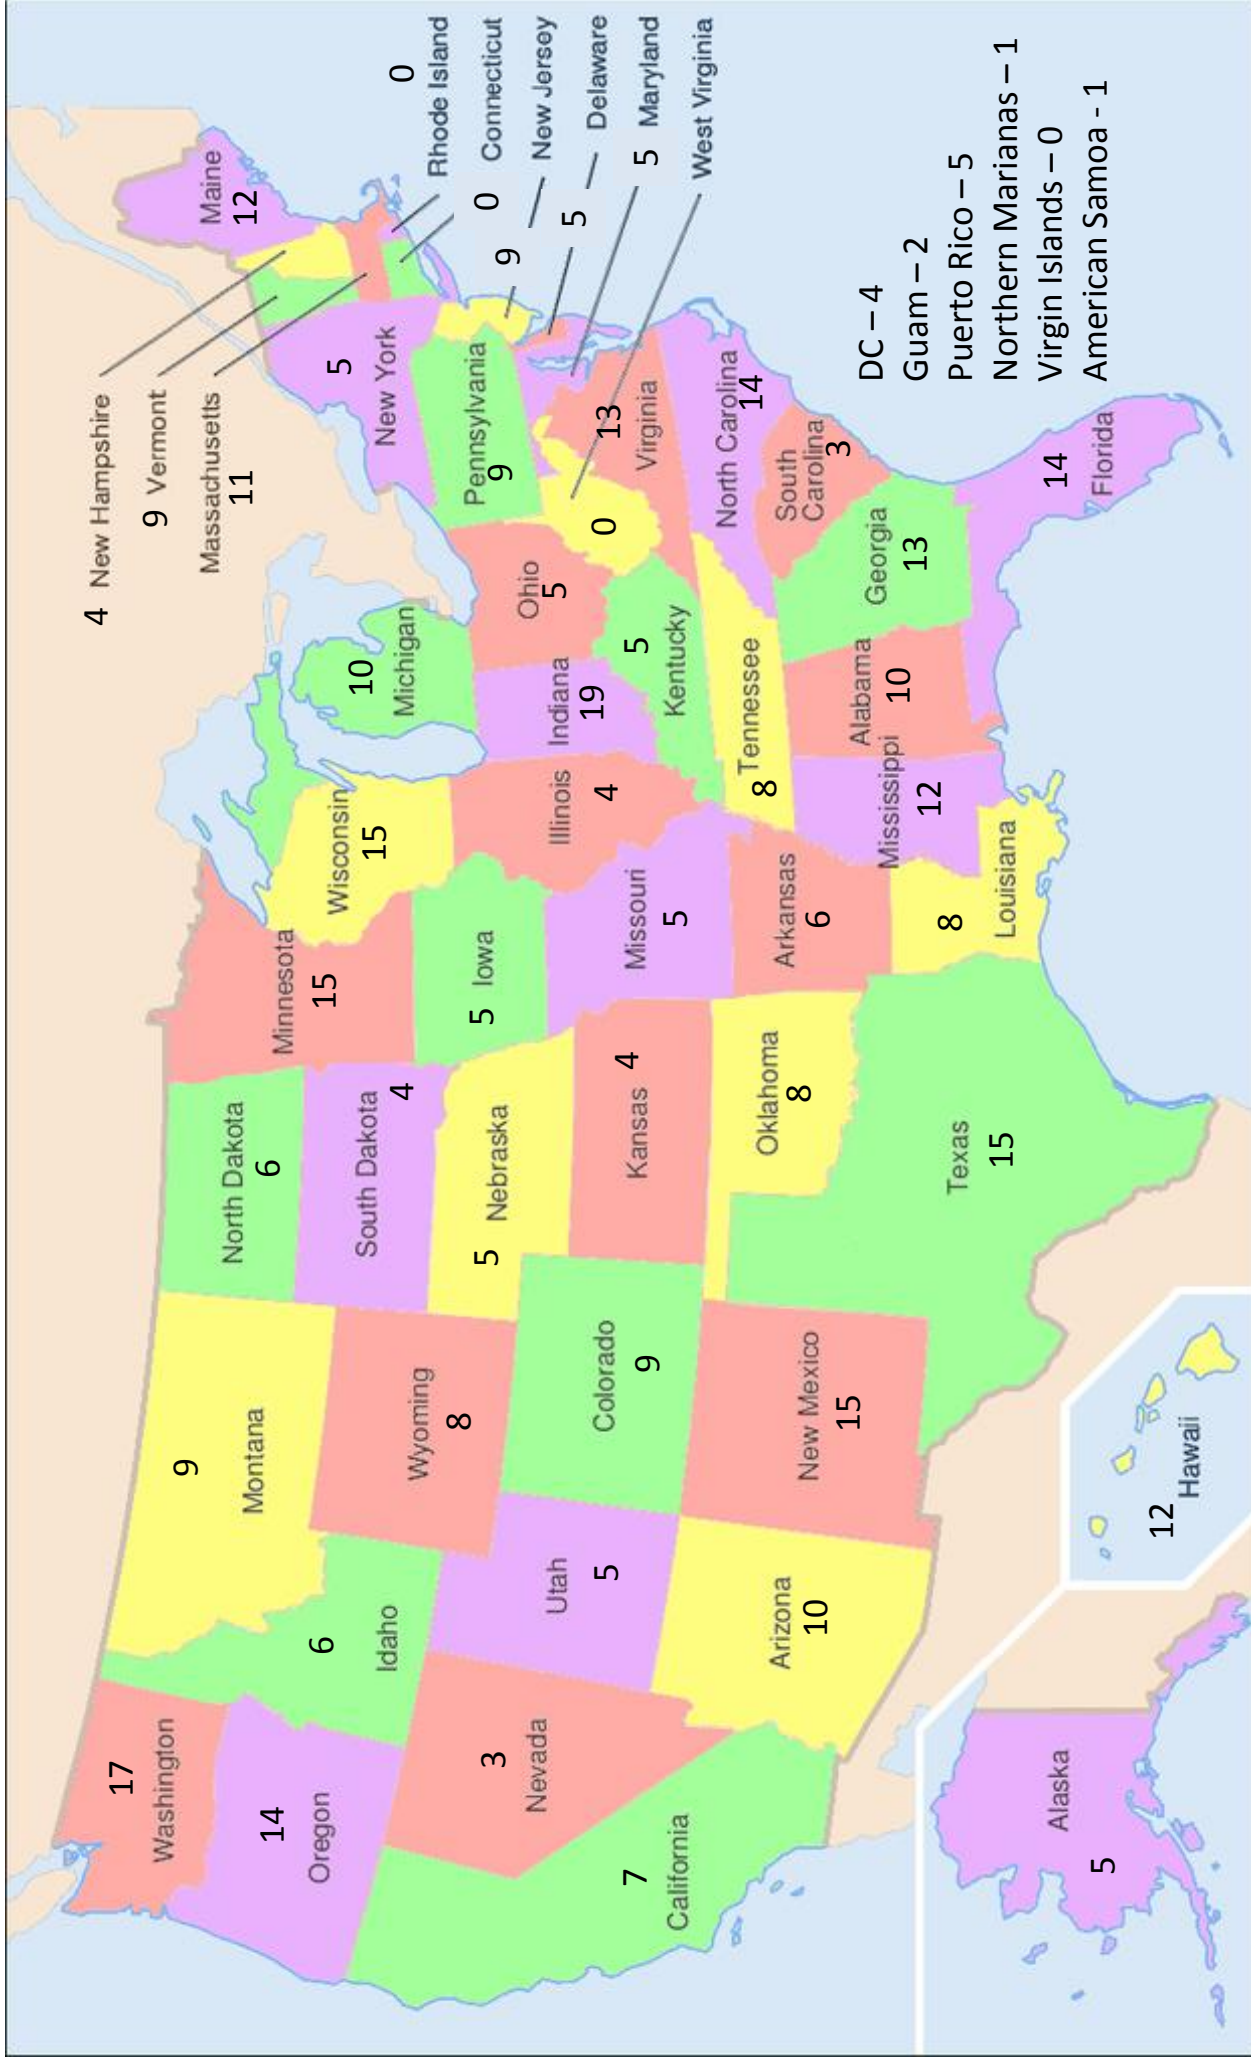 17
Washington
14
Oregon
7
California
3
Nevada
6
Idaho
9
Montana
8
Wyoming
5
Utah
9
Colorado
10
Arizona
15
New Mexico
North Dakota
6
South Dakota
4
Nebraska
5
Kansas
4
Oklahoma
8
Texas
15
Minnesota
15
5
Iowa
Missouri
5
Arkansas
6
8
Louisiana
Wisconsin
15
Illinois
4
10
Michigan
Indiana
19
Ohio
5
5
Kentucky
Tennessee
8
Mississippi
12
Alabama
10
Georgia
13
14
Florida
South
Carolina
3
North Carolina
14
13
Virginia
0
Pennsylvania
9
5
New York
Maine
12
4 New Hampshire
9 Vermont
Massachusetts
11
0
Rhode Island
0 Connecticut
9 New Jersey
5 Delaware
5 Maryland
West Virginia
5
Alaska
12
Hawaii
DC – 4
Guam – 2
Puerto Rico – 5
Northern Marianas – 1
Virgin Islands – 0
American Samoa - 1